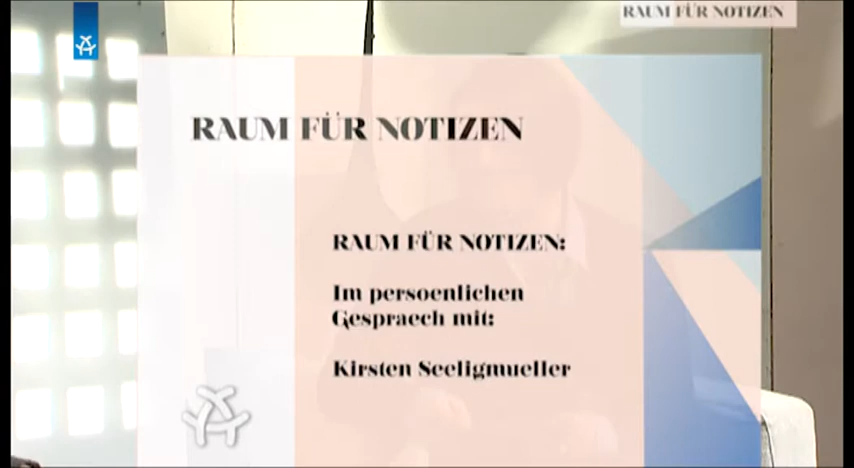 RAUM FÜR NOTIZEN
RAUM FÜR NOTIZEN
RAUM FÜR NOTIZEN:
Im persoenlichen
Gespraech mit:
Kirsten Seeligmueller